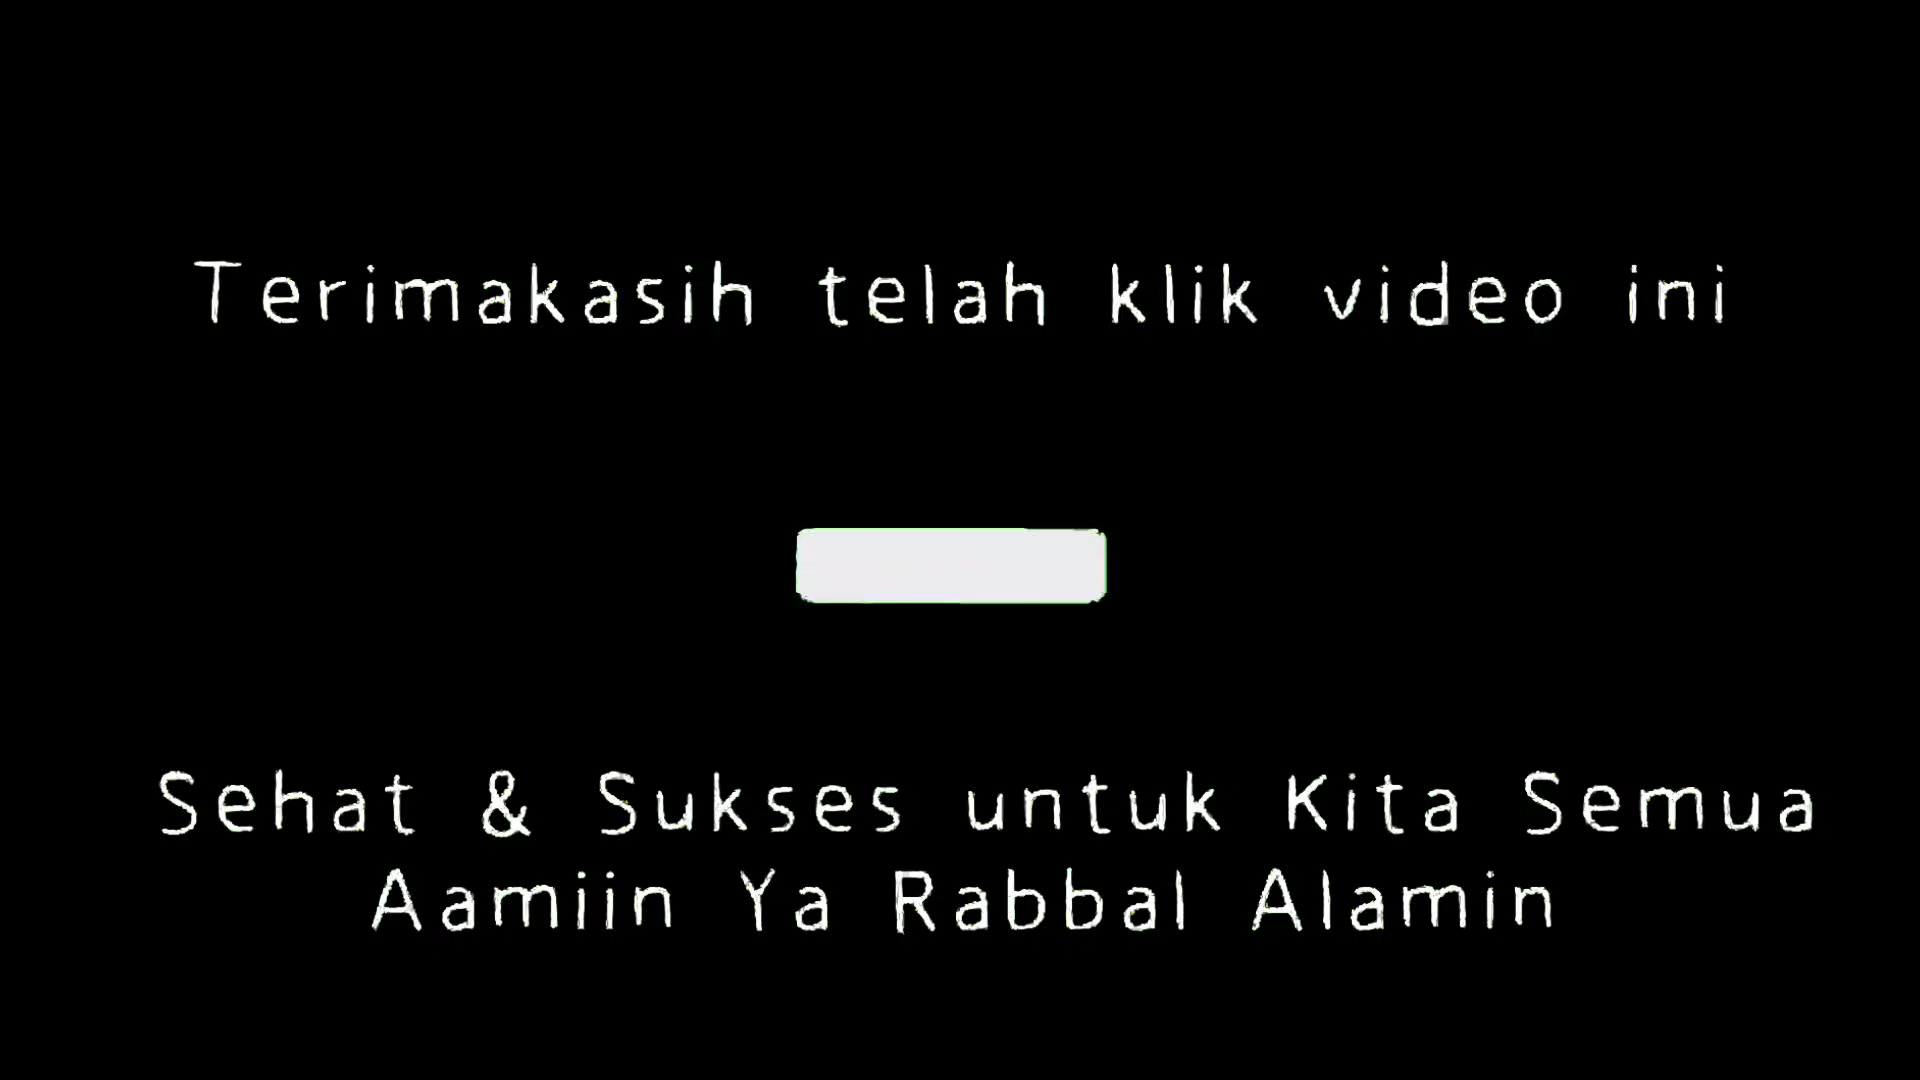 Terimakasih telah klik video ini
Sehat & Sukses untuk Kita Semua
Aamiin Ya Rabbal Alamin